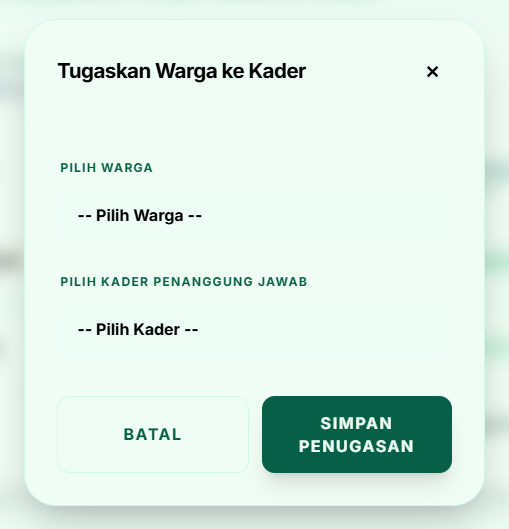 Tugaskan Warga ke Kader ×
PILIH WARGA
-- Pilih Warga --
PILIH KADER PENANGGUNG JAWAB
-- Pilih Kader --
BATAL
SIMPAN
PENUGASAN